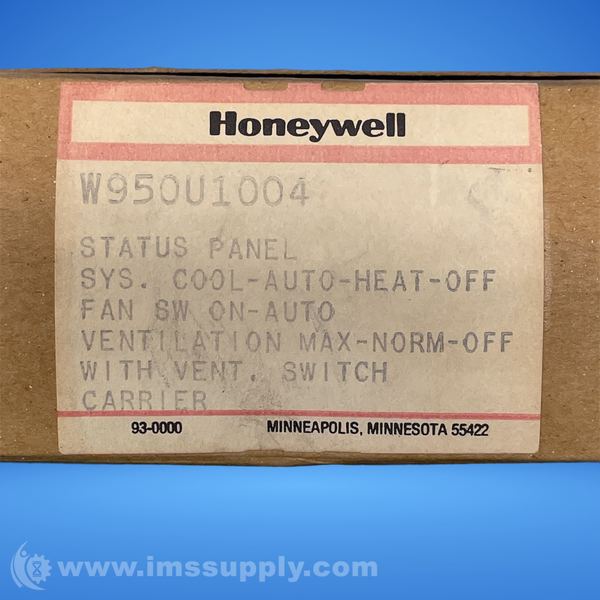 Honeywell
W950U1004
STATUS PANEL
SYS. COOL-AUTO-HEAT-OFF
FAN SW ON-AUTO
VENTILATION MAX-NORM-OFF
WITH VENT. SWITCH
CARRIER
93-0000 MINNEAPOLIS, MINNESOTA 55422
www.imssupply.com